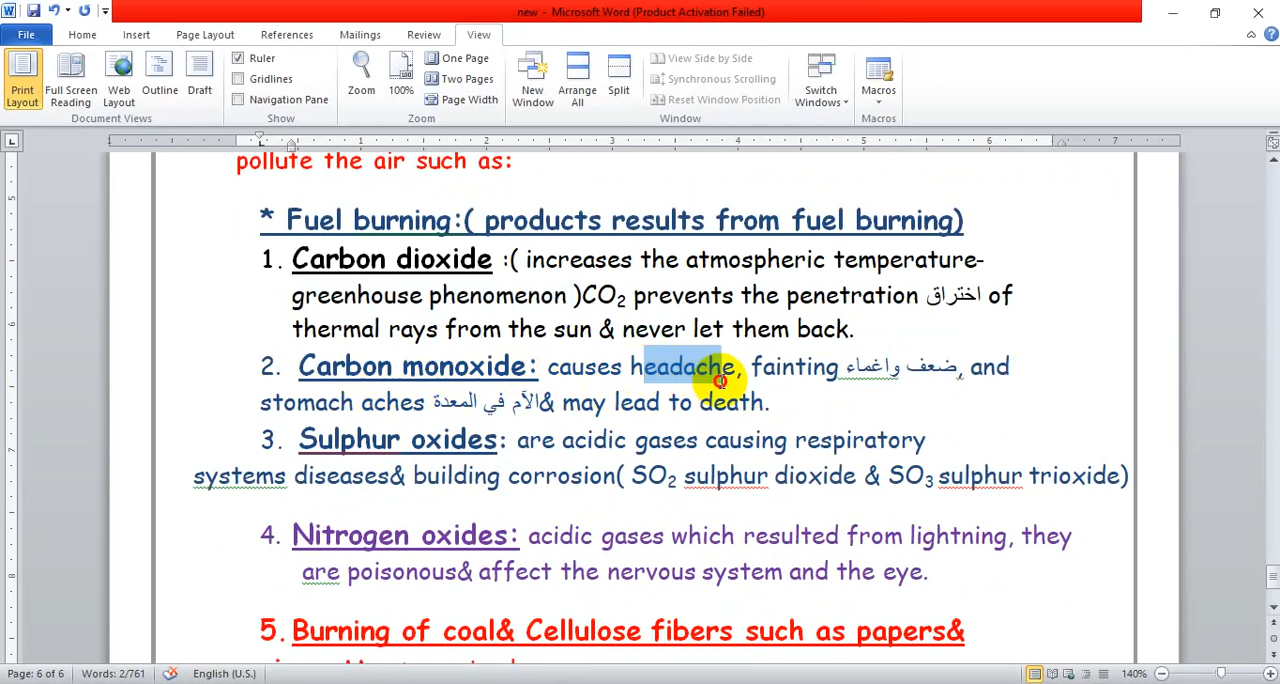 new - Microsoft Word (Product Activation Failed)
File Home Insert Page Layout References Mailings Review View
Print Layout Full Screen Reading Web Layout Outline Draft
Document Views
Ruler
Gridlines
Navigation Pane
Show
Zoom 100% One Page
Two Pages
Page Width
Zoom
New Window Arrange All Split
View Side by Side
Synchronous Scrolling
Reset Window Position
Window
Switch Windows
Macros
Macros
pollute the air such as:
* Fuel burning:( products results from fuel burning)
1. Carbon dioxide :( increases the atmospheric temperature-
greenhouse phenomenon )CO₂ prevents the penetration اختراق of
thermal rays from the sun & never let them back.
2. Carbon monoxide: causes headache, fainting ضعف واغماء, and
stomach aches الآم في المعدة& may lead to death.
3. Sulphur oxides: are acidic gases causing respiratory
systems diseases& building corrosion( SO₂ sulphur dioxide & SO₃ sulphur trioxide)
4. Nitrogen oxides: acidic gases which resulted from lightning, they
are poisonous& affect the nervous system and the eye.
5. Burning of coal& Cellulose fibers such as papers&
Page: 6 of 6 Words: 2/761 English (U.S.) 140%